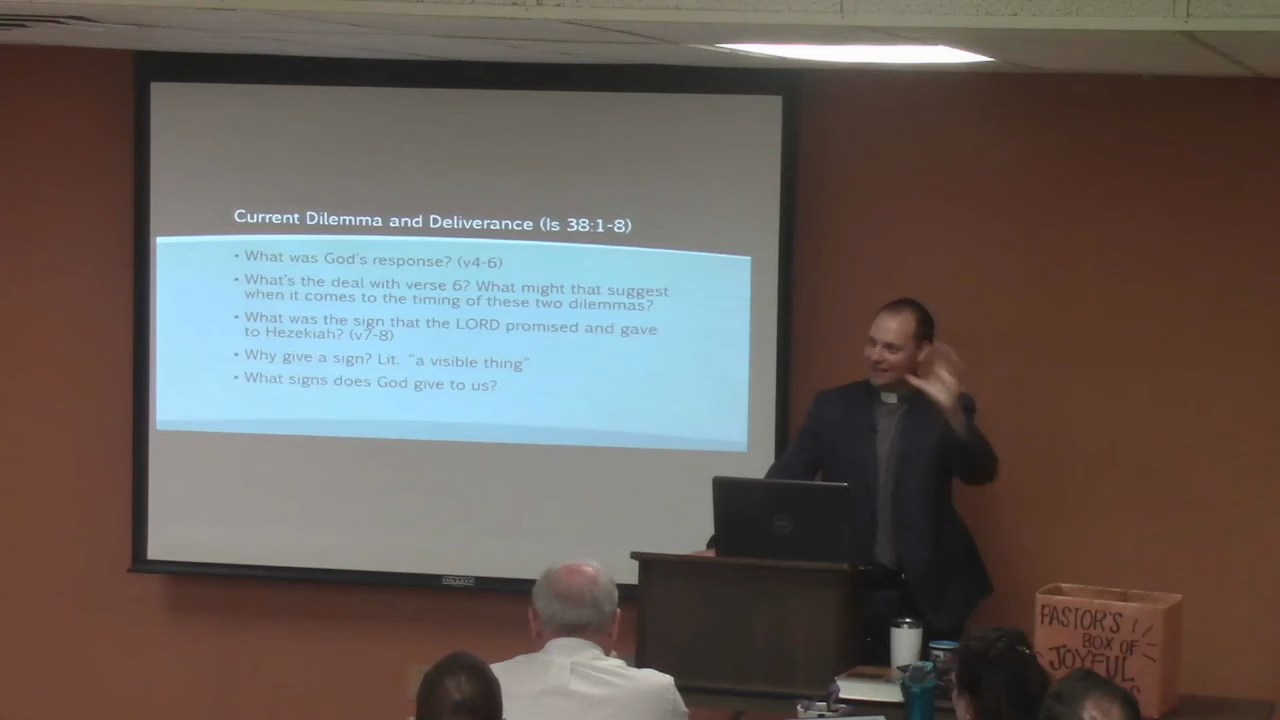 Current Dilemma and Deliverance (Is 38:1-8)
• What was God's response? (v4-6)
• What's the deal with verse 6? What might that suggest
when it comes to the timing of these two dilemmas?
• What was the sign that the LORD promised and gave
to Hezekiah? (v7-8)
• Why give a sign? Lit. "a visible thing"
• What signs does God give to us?
PASTOR'S
BOX OF
JOYFUL